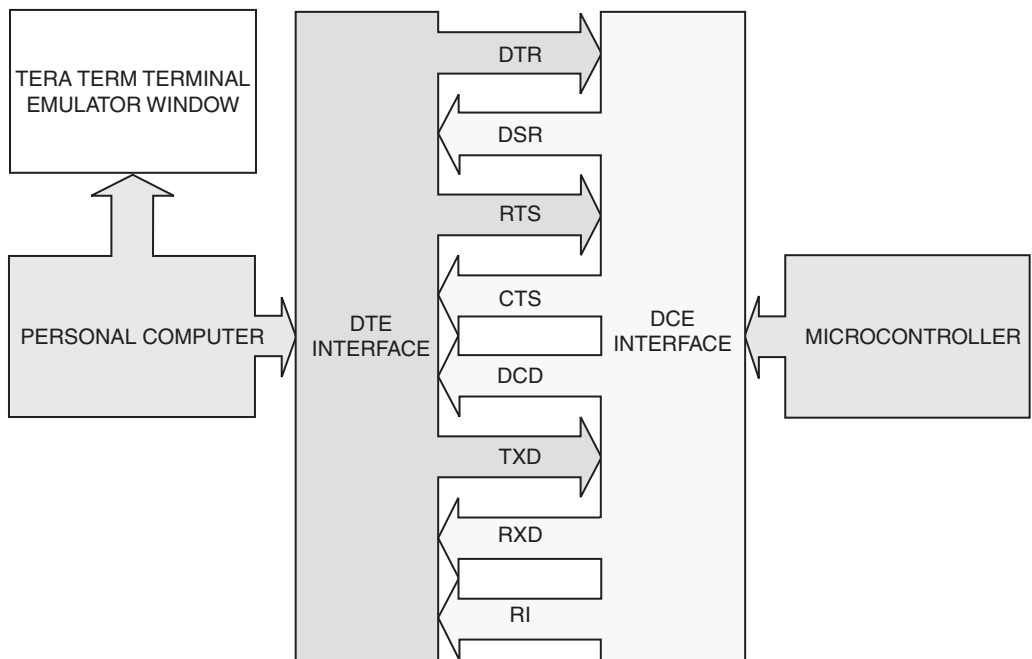 TERA TERM TERMINAL
EMULATOR WINDOW
DTR
DSR
RTS
CTS
PERSONAL COMPUTER
DTE
INTERFACE
DCE
INTERFACE
MICROCONTROLLER
DCD
TXD
RXD
RI